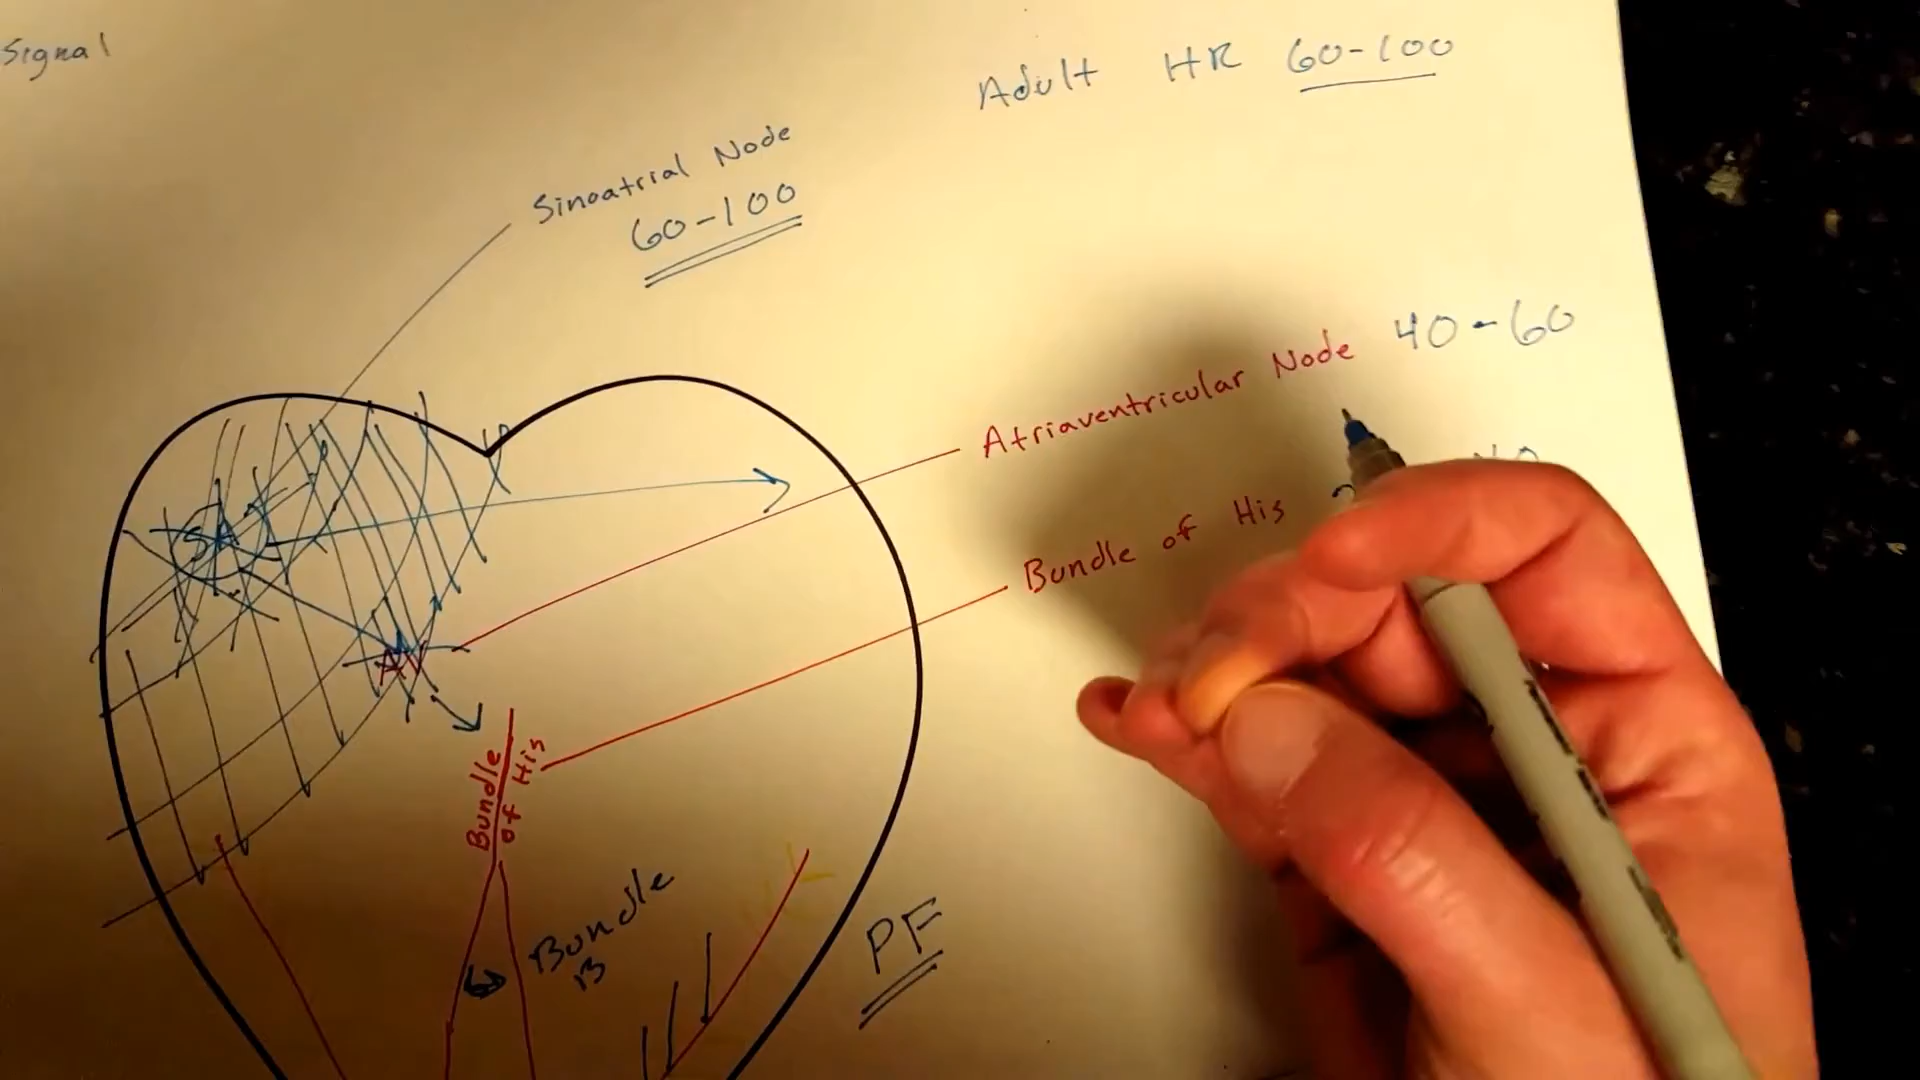 Signal
Adult HR 60-100
Sinoatrial Node
60-100
Atriaventricular Node 40-60
Bundle of His
SA
AV
Bundle
of His
Bundle
B
PF